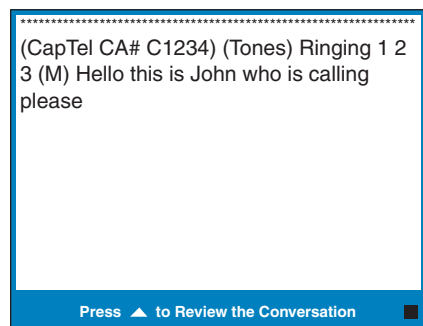 ****************************************************************
(CapTel CA# C1234) (Tones) Ringing 1 2
3 (M) Hello this is John who is calling
please
Press ▲ to Review the Conversation